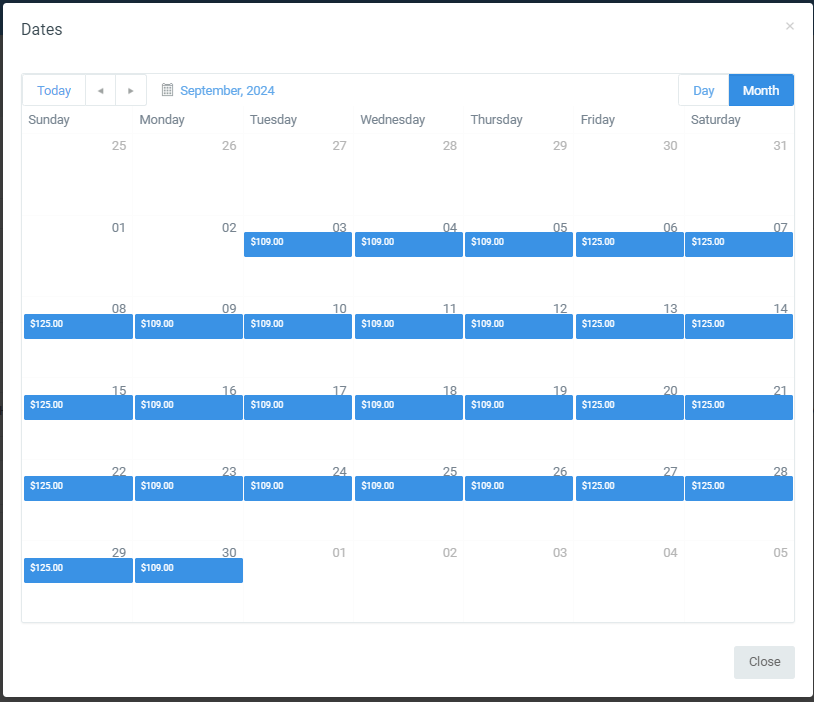 Dates ×
Today ◂ ▸ September, 2024 Day Month
Sunday Monday Tuesday Wednesday Thursday Friday Saturday
25 26 27 28 29 30 31
01 02 03 04 05 06 07
$109.00 $109.00 $109.00 $125.00 $125.00
08 09 10 11 12 13 14
$125.00 $109.00 $109.00 $109.00 $109.00 $125.00 $125.00
15 16 17 18 19 20 21
$125.00 $109.00 $109.00 $109.00 $109.00 $125.00 $125.00
22 23 24 25 26 27 28
$125.00 $109.00 $109.00 $109.00 $109.00 $125.00 $125.00
29 30 01 02 03 04 05
$125.00 $109.00
Close